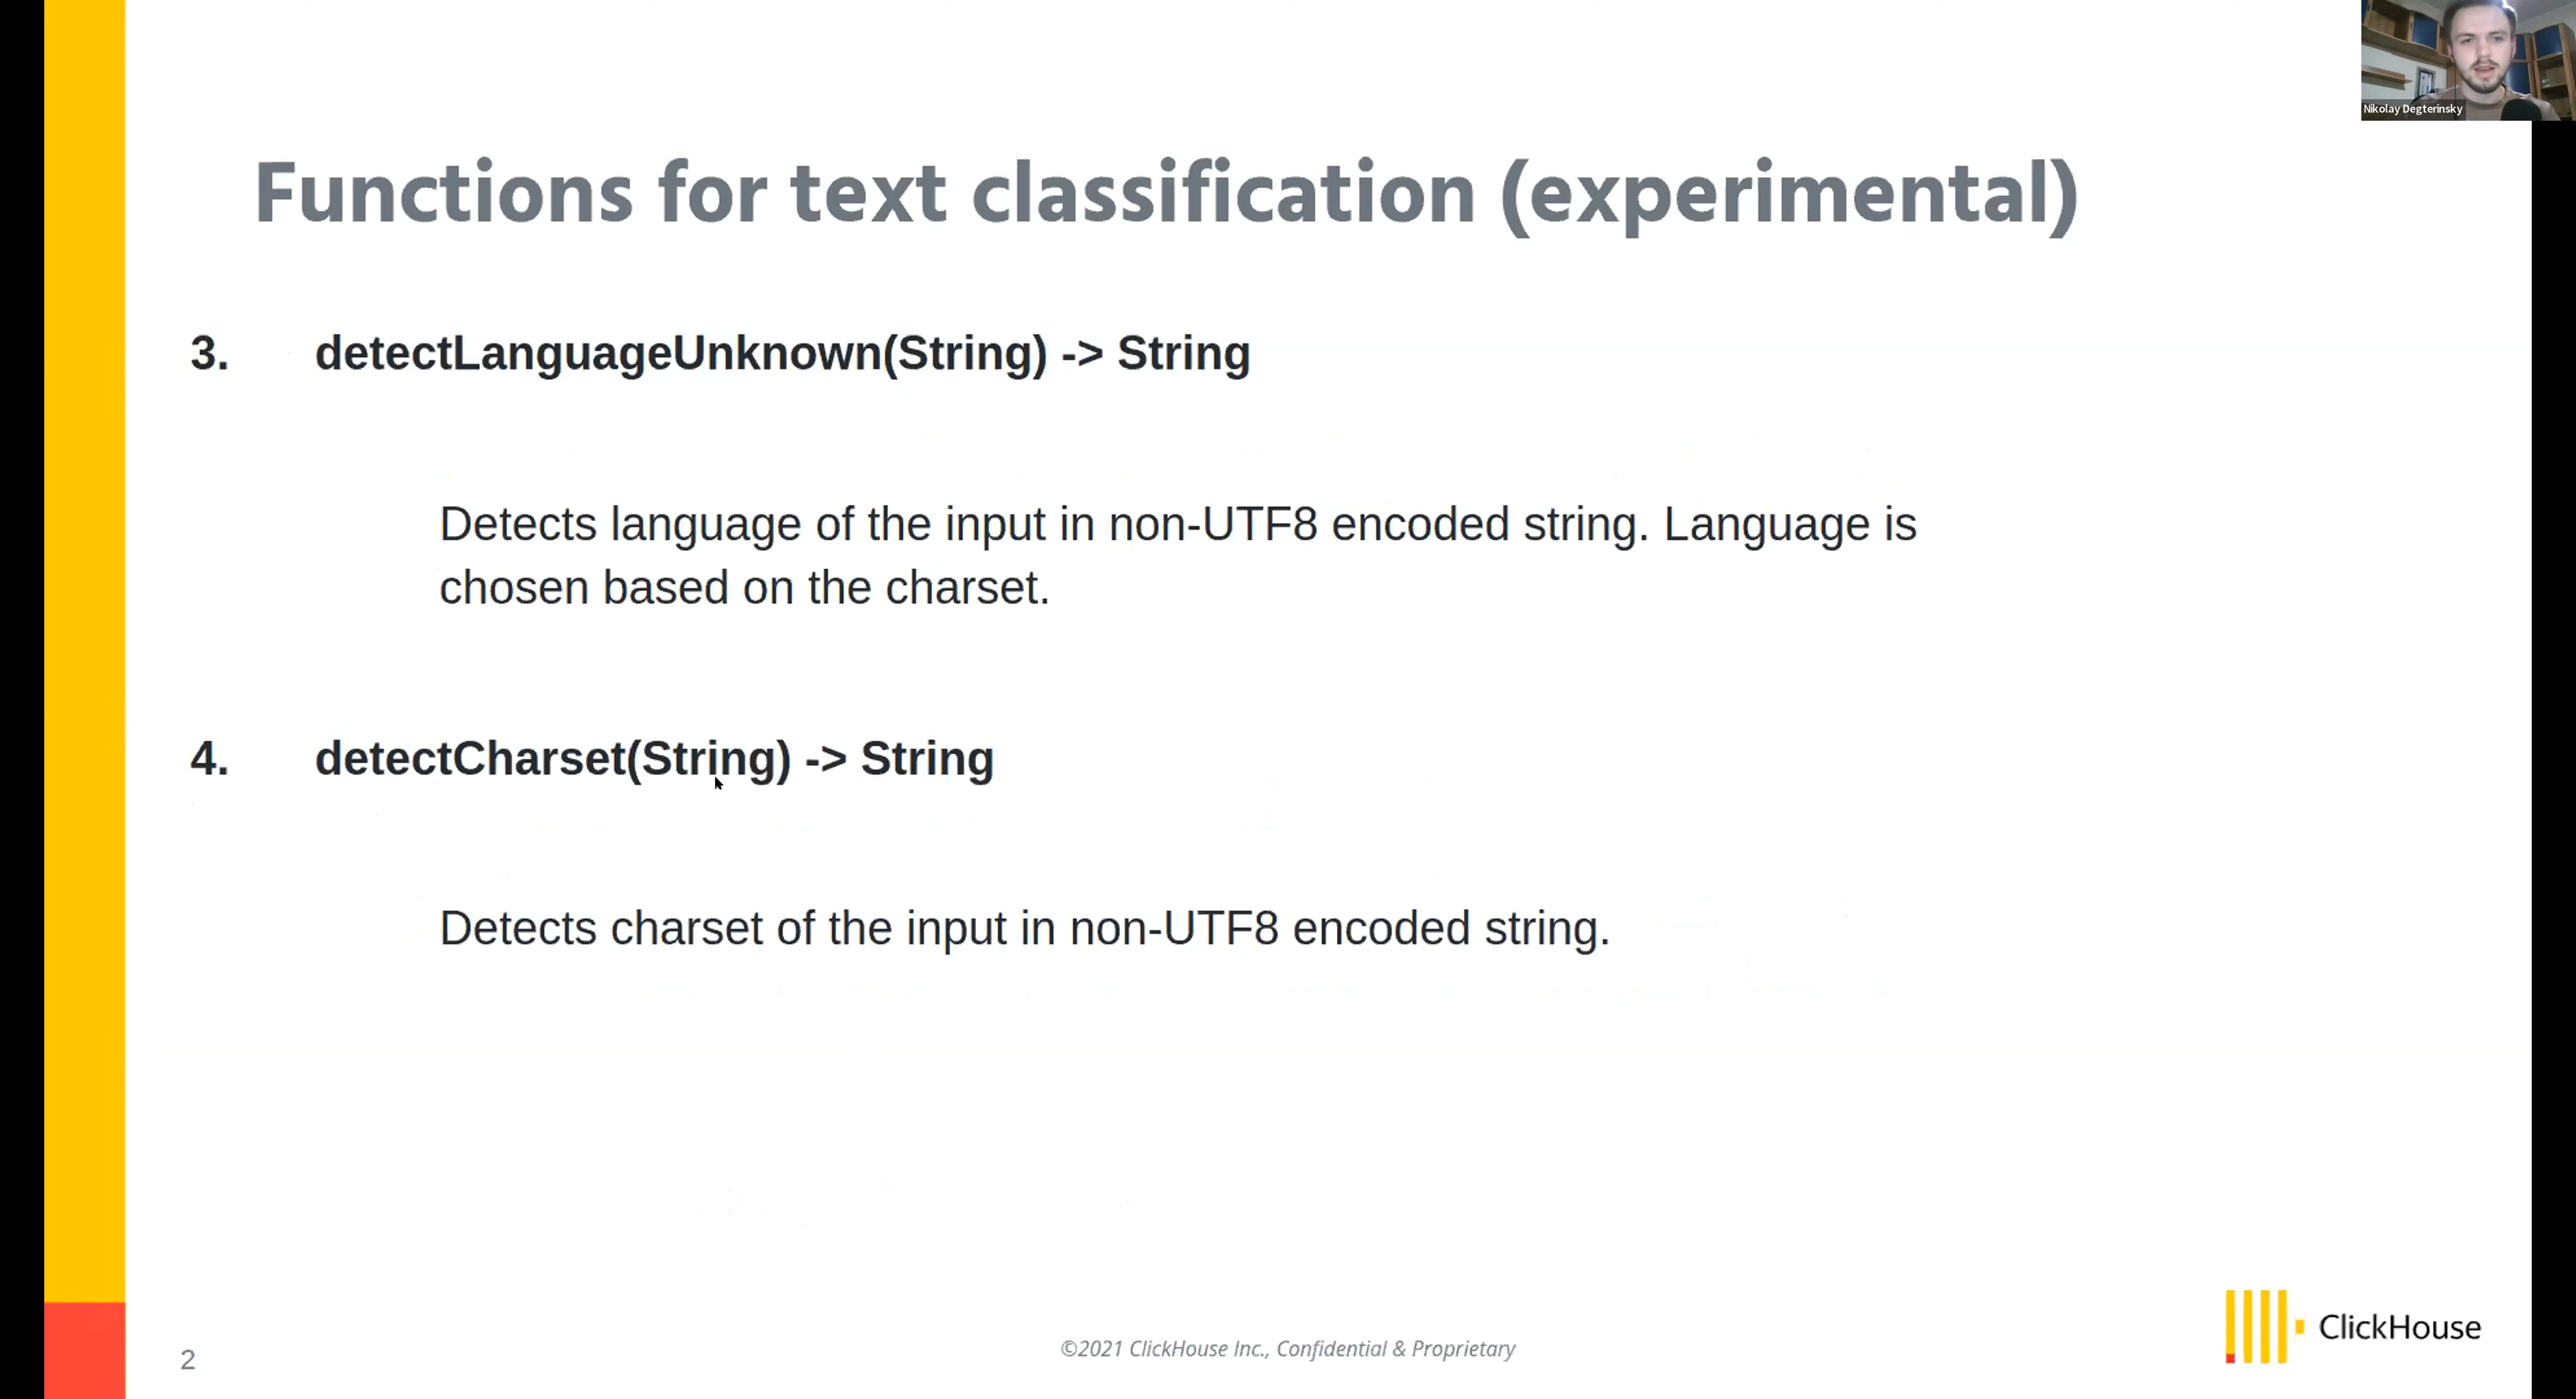 Nikolay Degterinsky
Functions for text classification (experimental)
3. detectLanguageUnknown(String) -> String
Detects language of the input in non-UTF8 encoded string. Language is
chosen based on the charset.
4. detectCharset(String) -> String
Detects charset of the input in non-UTF8 encoded string.
2
©2021 ClickHouse Inc., Confidential & Proprietary
ClickHouse